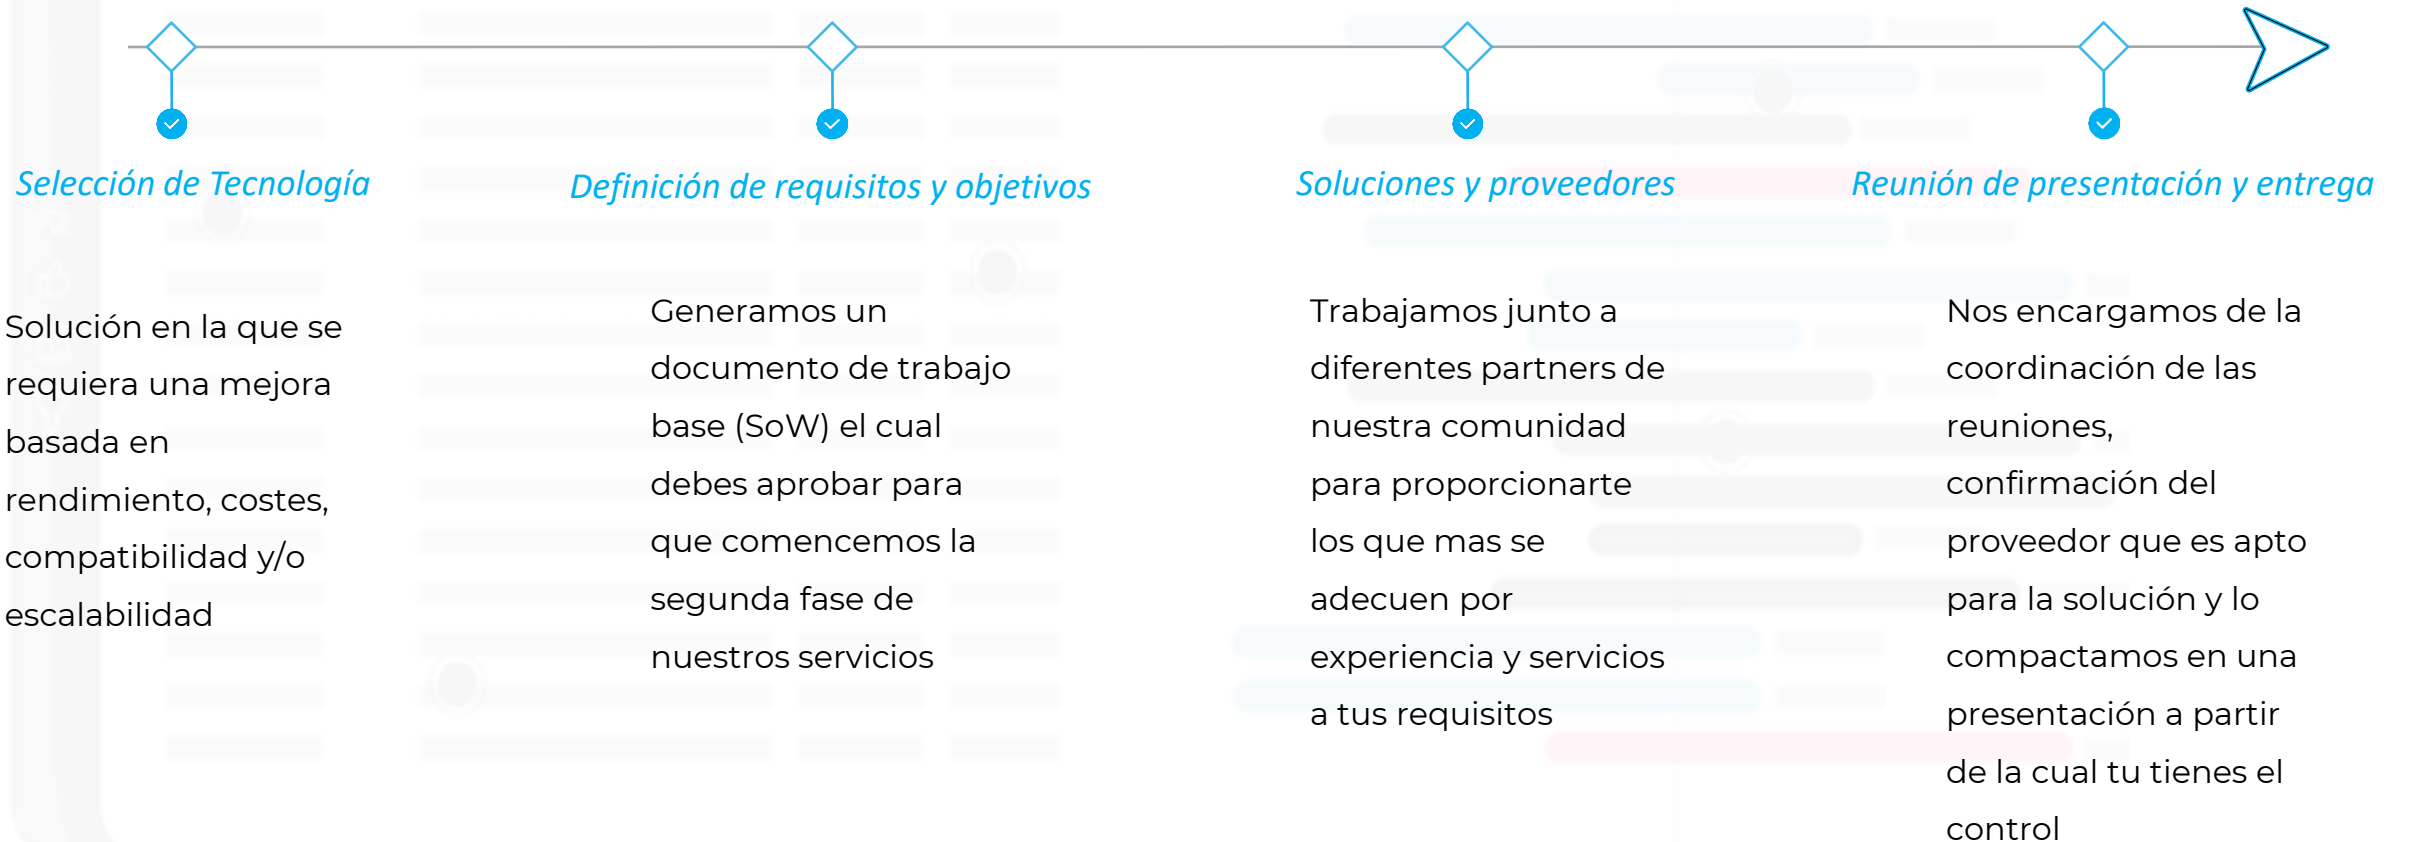 Selección de Tecnología
Solución en la que se
requiera una mejora
basada en
rendimiento, costes,
compatibilidad y/o
escalabilidad
Definición de requisitos y objetivos
Generamos un
documento de trabajo
base (SoW) el cual
debes aprobar para
que comencemos la
segunda fase de
nuestros servicios
Soluciones y proveedores
Trabajamos junto a
diferentes partners de
nuestra comunidad
para proporcionarte
los que mas se
adecuen por
experiencia y servicios
a tus requisitos
Reunión de presentación y entrega
Nos encargamos de la
coordinación de las
reuniones,
confirmación del
proveedor que es apto
para la solución y lo
compactamos en una
presentación a partir
de la cual tu tienes el
control